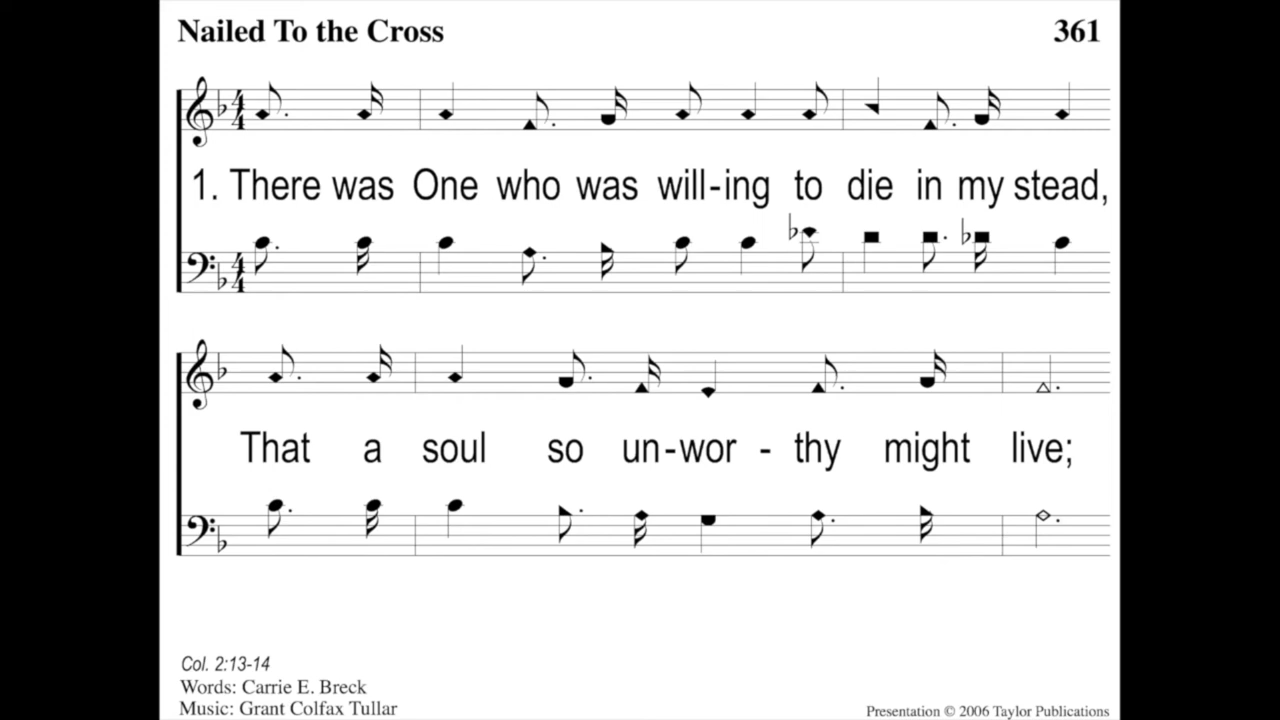 Nailed To the Cross 361
1. There was One who was will-ing to die in my stead,
That a soul so un-wor - thy might live;
Col. 2:13-14
Words: Carrie E. Breck
Music: Grant Colfax Tullar
Presentation © 2006 Taylor Publications